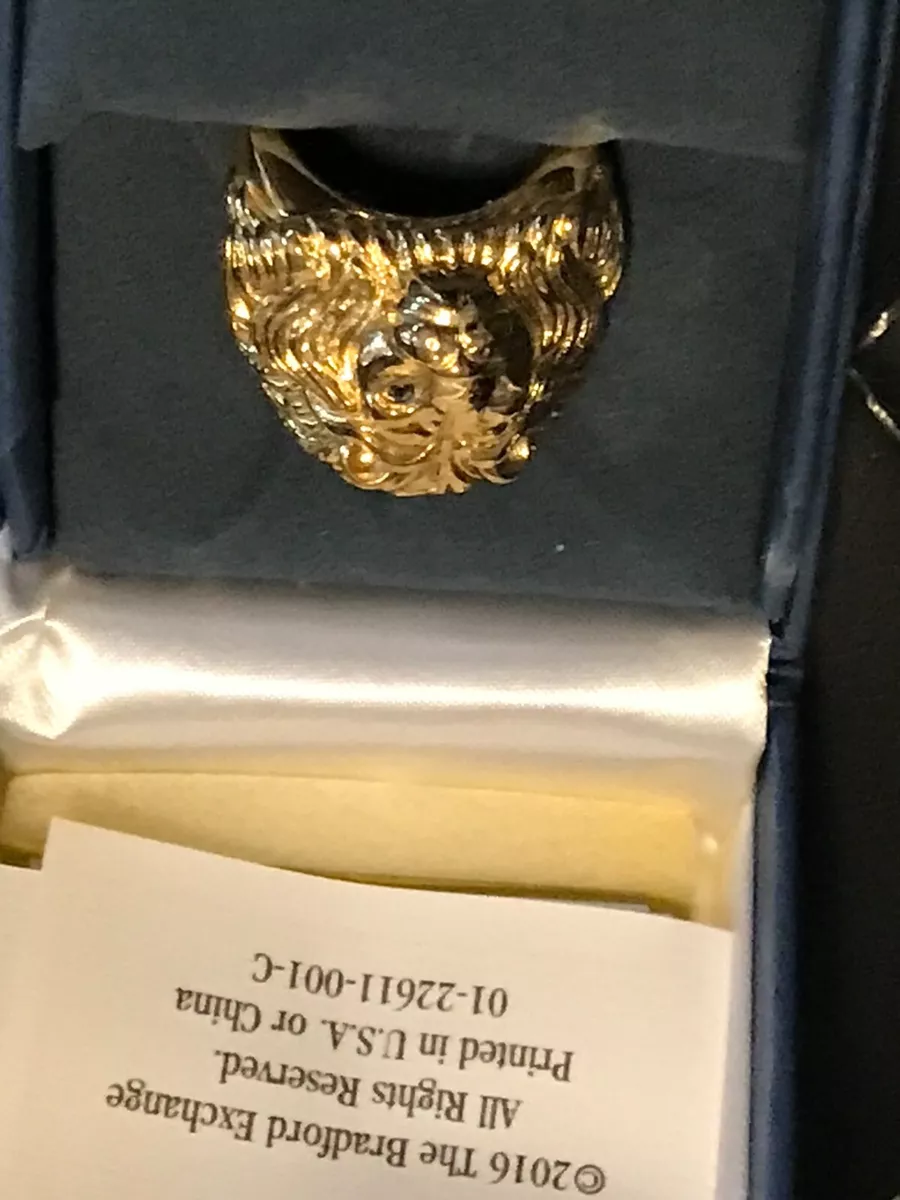 ©2016 The Bradford Exchange
All Rights Reserved.
Printed in U.S.A. or China
01-22611-001-C